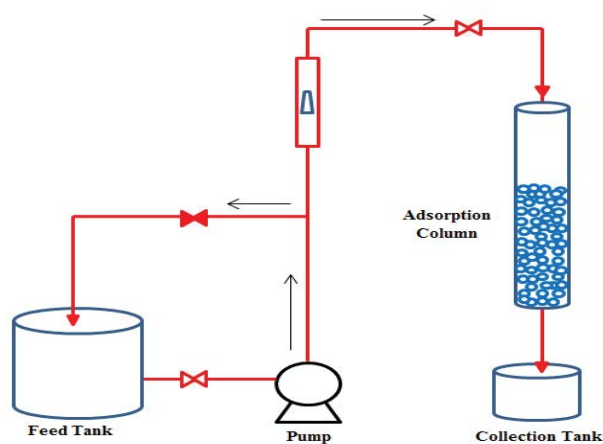 Adsorption
Column
Feed Tank
Pump
Collection Tank